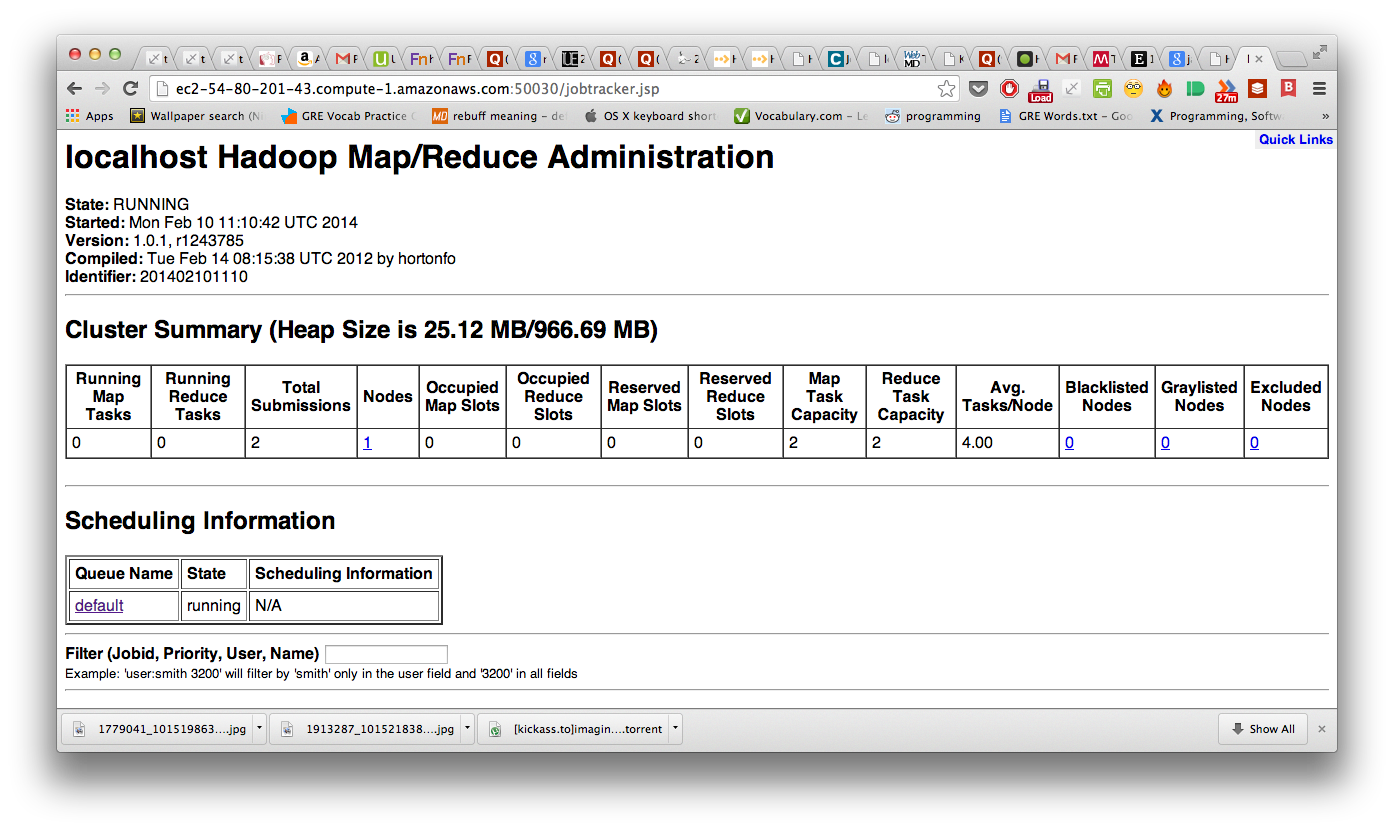 ec2-54-80-201-43.compute-1.amazonaws.com:50030/jobtracker.jsp
Load
27m
Apps Wallpaper search (N GRE Vocab Practice rebuff meaning – de OS X keyboard short Vocabulary.com – Le programming GRE Words.txt – Goo Programming, Softw »
Quick Links
localhost Hadoop Map/Reduce Administration
State: RUNNING
Started: Mon Feb 10 11:10:42 UTC 2014
Version: 1.0.1, r1243785
Compiled: Tue Feb 14 08:15:38 UTC 2012 by hortonfo
Identifier: 201402101110
Cluster Summary (Heap Size is 25.12 MB/966.69 MB)
Running Map Tasks Running Reduce Tasks Total Submissions Nodes Occupied Map Slots Occupied Reduce Slots Reserved Map Slots Reserved Reduce Slots Map Task Capacity Reduce Task Capacity Avg. Tasks/Node Blacklisted Nodes Graylisted Nodes Excluded Nodes
0 0 2 1 0 0 0 0 2 2 4.00 0 0 0
Scheduling Information
Queue Name State Scheduling Information
default running N/A
Filter (Jobid, Priority, User, Name)
Example: 'user:smith 3200' will filter by 'smith' only in the user field and '3200' in all fields
1779041_101519863....jpg 1913287_101521838....jpg [kickass.to]imagin....torrent Show All